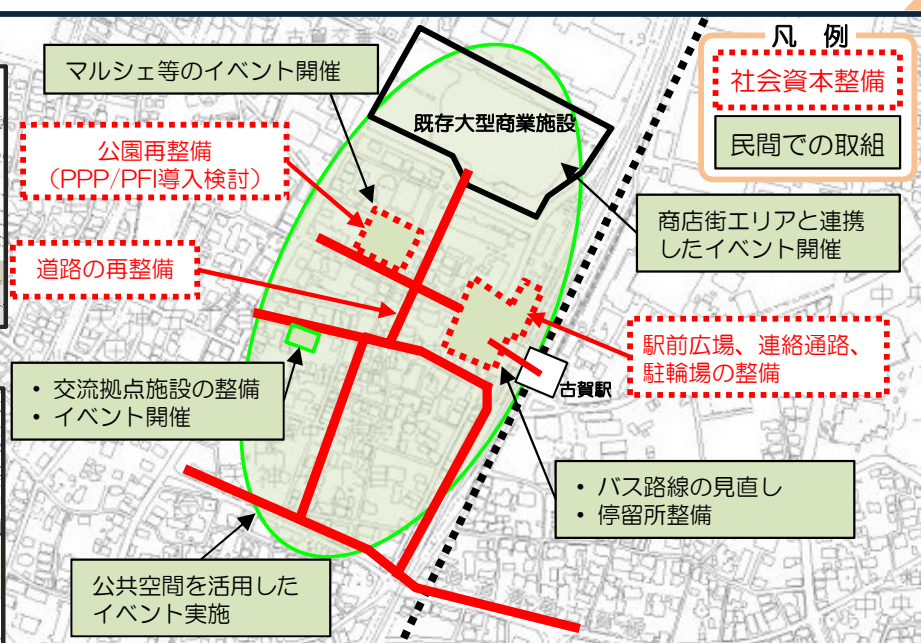 凡 例
社会資本整備
民間での取組
マルシェ等のイベント開催
既存大型商業施設
公園再整備
(PPP/PFI導入検討)
商店街エリアと連携
したイベント開催
道路の再整備
駅前広場、連絡通路、
駐輪場の整備
古賀駅
・ 交流拠点施設の整備
・ イベント開催
・ バス路線の見直し
・ 停留所整備
公共空間を活用した
イベント実施